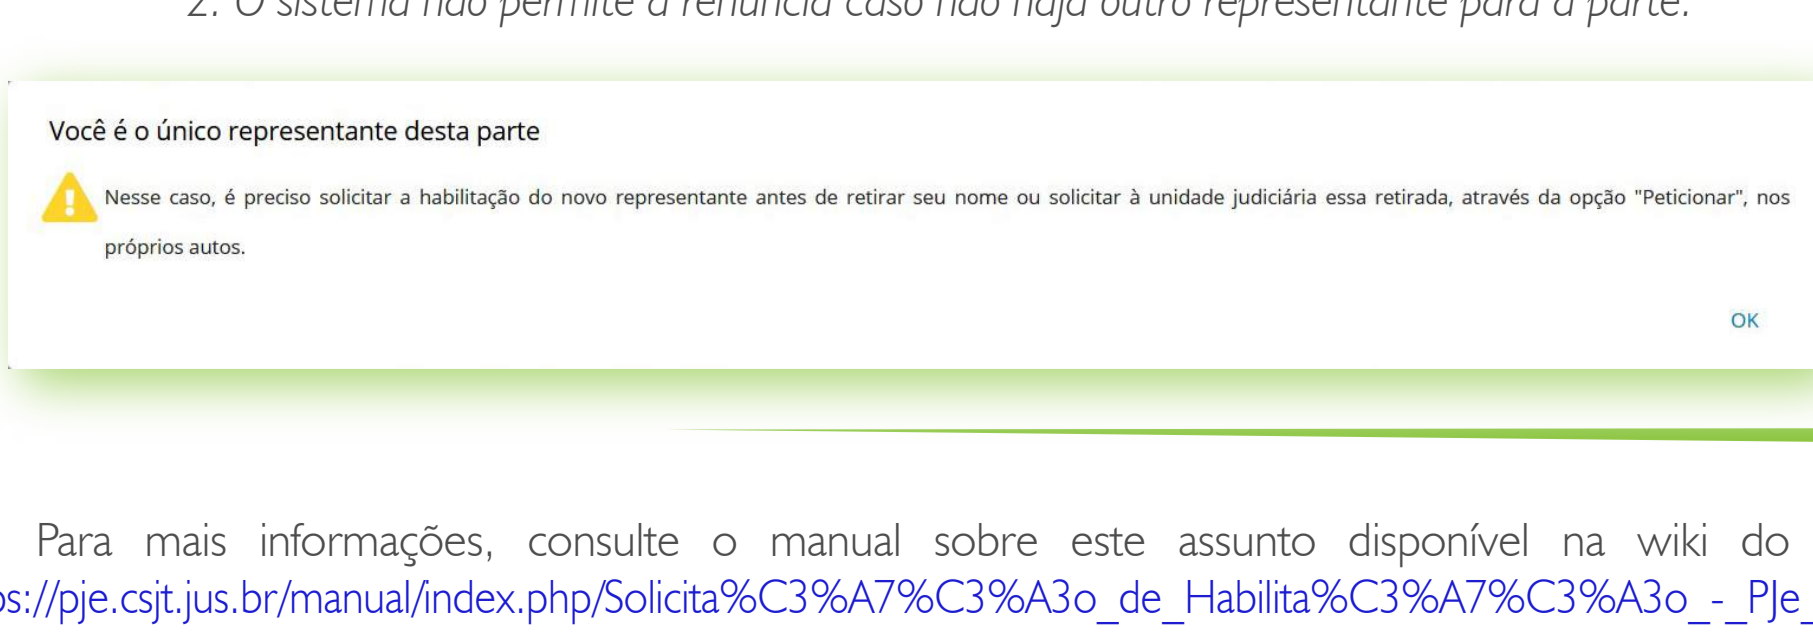 2. O sistema não permite a renúncia caso não haja outro representante para a parte.
Você é o único representante desta parte
Nesse caso, é preciso solicitar a habilitação do novo representante antes de retirar seu nome ou solicitar à unidade judiciária essa retirada, através da opção "Peticionar", nos
próprios autos.
OK
Para mais informações, consulte o manual sobre este assunto disponível na wiki do
ps://pje.csjt.jus.br/manual/index.php/Solicita%C3%A7%C3%A3o_de_Habilita%C3%A7%C3%A3o_-_PJe_